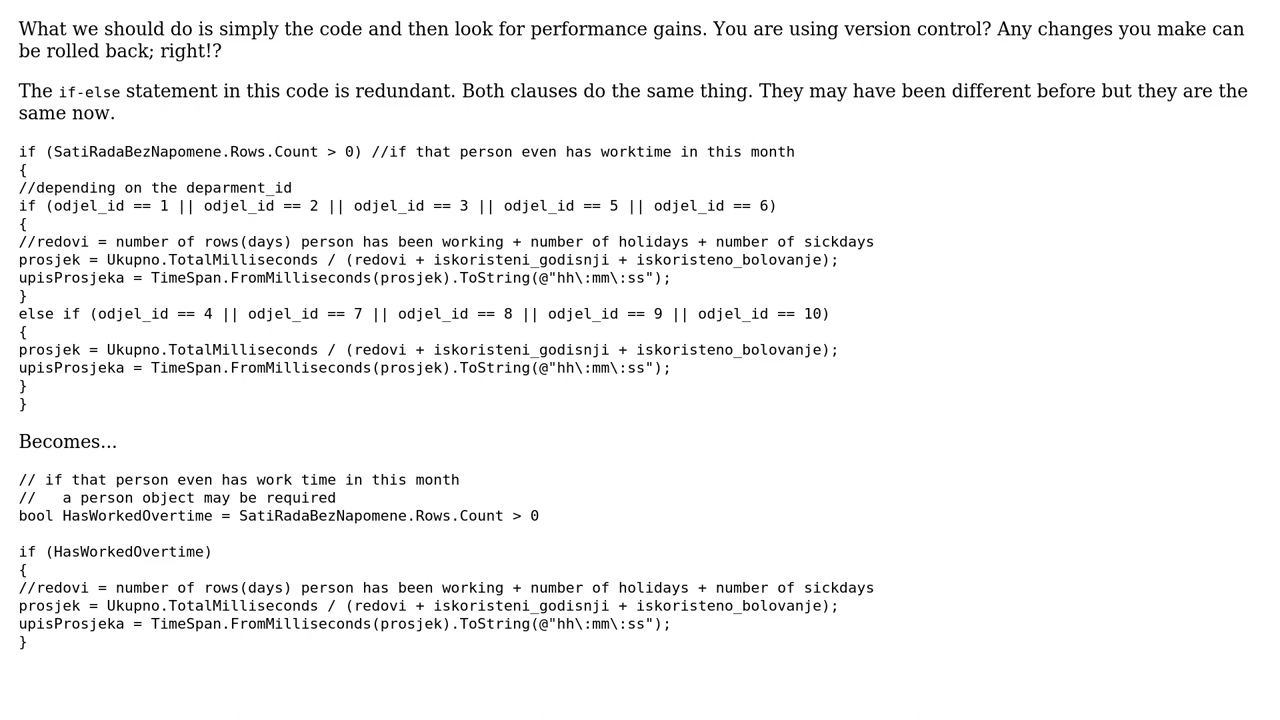 What we should do is simply the code and then look for performance gains. You are using version control? Any changes you make can
be rolled back; right!?
The if-else statement in this code is redundant. Both clauses do the same thing. They may have been different before but they are the
same now.
if (SatiRadaBezNapomene.Rows.Count > 0) //if that person even has worktime in this month
{
//depending on the deparment_id
if (odjel_id == 1 || odjel_id == 2 || odjel_id == 3 || odjel_id == 5 || odjel_id == 6)
{
//redovi = number of rows(days) person has been working + number of holidays + number of sickdays
prosjek = Ukupno.TotalMilliseconds / (redovi + iskoristeni_godisnji + iskoristeno_bolovanje);
upisProsjeka = TimeSpan.FromMilliseconds(prosjek).ToString(@"hh\:mm\:ss");
}
else if (odjel_id == 4 || odjel_id == 7 || odjel_id == 8 || odjel_id == 9 || odjel_id == 10)
{
prosjek = Ukupno.TotalMilliseconds / (redovi + iskoristeni_godisnji + iskoristeno_bolovanje);
upisProsjeka = TimeSpan.FromMilliseconds(prosjek).ToString(@"hh\:mm\:ss");
}
}
Becomes...
// if that person even has work time in this month
//   a person object may be required
bool HasWorkedOvertime = SatiRadaBezNapomene.Rows.Count > 0
if (HasWorkedOvertime)
{
//redovi = number of rows(days) person has been working + number of holidays + number of sickdays
prosjek = Ukupno.TotalMilliseconds / (redovi + iskoristeni_godisnji + iskoristeno_bolovanje);
upisProsjeka = TimeSpan.FromMilliseconds(prosjek).ToString(@"hh\:mm\:ss");
}